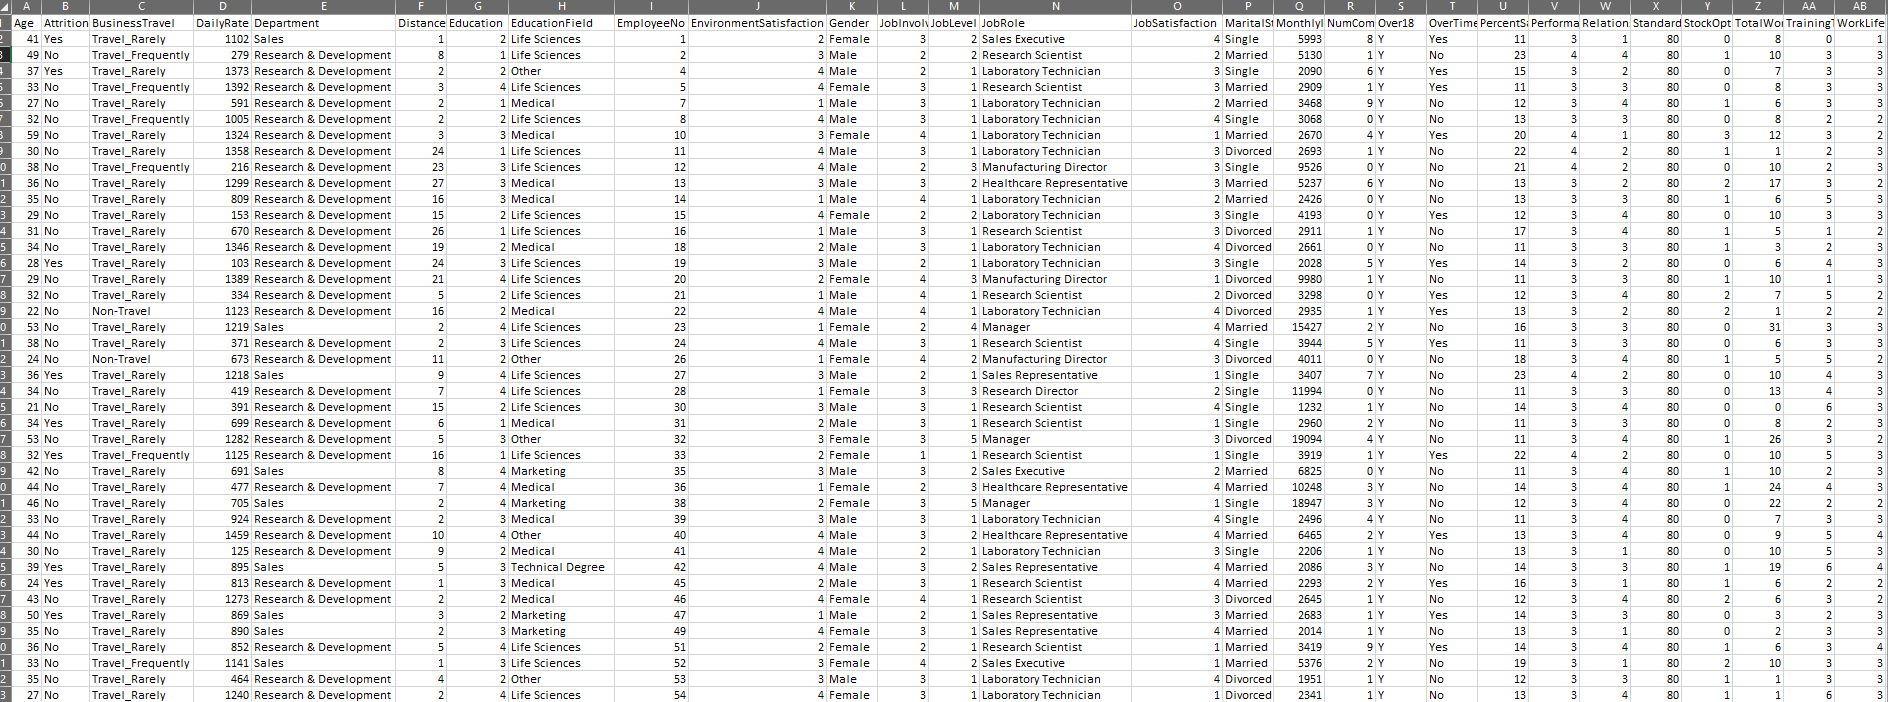 A B C D E F G H I J K L M N O P Q R S T U V W X Y Z AA AB
Age Attrition BusinessTravel DailyRate Department Distance Education EducationField EmployeeNo EnvironmentSatisfaction Gender JobInvolv JobLevel JobRole JobSatisfaction MaritalSt MonthlyI NumCom Over18 OverTime PercentSa Performa Relation Standard StockOpt TotalWo TrainingT WorkLife
2 41 Yes Travel_Rarely 1102 Sales 1 2 Life Sciences 1 2 Female 3 2 Sales Executive 4 Single 5993 8 Y Yes 11 3 1 80 0 8 0 1
3 49 No Travel_Frequently 279 Research & Development 8 1 Life Sciences 2 3 Male 2 2 Research Scientist 2 Married 5130 1 Y No 23 4 4 80 1 10 3 3
4 37 Yes Travel_Rarely 1373 Research & Development 2 2 Other 4 4 Male 2 1 Laboratory Technician 3 Single 2090 6 Y Yes 15 3 2 80 0 7 3 3
5 33 No Travel_Frequently 1392 Research & Development 3 4 Life Sciences 5 4 Female 3 1 Research Scientist 3 Married 2909 1 Y Yes 11 3 3 80 0 8 3 3
6 27 No Travel_Rarely 591 Research & Development 2 1 Medical 7 1 Male 3 1 Laboratory Technician 2 Married 3468 9 Y No 12 3 4 80 1 6 3 3
7 32 No Travel_Frequently 1005 Research & Development 2 2 Life Sciences 8 4 Male 3 1 Laboratory Technician 4 Single 3068 0 Y No 13 3 3 80 0 8 2 2
8 59 No Travel_Rarely 1324 Research & Development 3 3 Medical 10 3 Female 4 1 Laboratory Technician 1 Married 2670 4 Y Yes 20 4 1 80 3 12 3 2
9 30 No Travel_Rarely 1358 Research & Development 24 1 Life Sciences 11 4 Male 3 1 Laboratory Technician 3 Divorced 2693 1 Y No 22 4 2 80 1 1 2 3
0 38 No Travel_Frequently 216 Research & Development 23 3 Life Sciences 12 4 Male 2 3 Manufacturing Director 3 Single 9526 0 Y No 21 4 2 80 0 10 2 3
1 36 No Travel_Rarely 1299 Research & Development 27 3 Medical 13 3 Male 3 2 Healthcare Representative 3 Married 5237 6 Y No 13 3 2 80 2 17 3 2
2 35 No Travel_Rarely 809 Research & Development 16 3 Medical 14 1 Male 4 1 Laboratory Technician 2 Married 2426 0 Y No 13 3 3 80 1 6 5 3
3 29 No Travel_Rarely 153 Research & Development 15 2 Life Sciences 15 4 Female 2 2 Laboratory Technician 3 Single 4193 0 Y Yes 12 3 4 80 0 10 3 3
4 31 No Travel_Rarely 670 Research & Development 26 1 Life Sciences 16 1 Male 3 1 Research Scientist 3 Divorced 2911 1 Y No 17 3 4 80 1 5 1 2
5 34 No Travel_Rarely 1346 Research & Development 19 2 Medical 18 2 Male 3 1 Laboratory Technician 4 Divorced 2661 0 Y No 11 3 3 80 1 3 2 3
6 28 Yes Travel_Rarely 103 Research & Development 24 3 Life Sciences 19 3 Male 2 1 Laboratory Technician 3 Single 2028 5 Y Yes 14 3 2 80 0 6 4 3
7 29 No Travel_Rarely 1389 Research & Development 21 4 Life Sciences 20 2 Female 4 3 Manufacturing Director 1 Divorced 9980 1 Y No 11 3 3 80 1 10 1 3
8 32 No Travel_Rarely 334 Research & Development 5 2 Life Sciences 21 1 Male 4 1 Research Scientist 2 Divorced 3298 0 Y Yes 12 3 4 80 2 7 5 2
9 22 No Non-Travel 1123 Research & Development 16 2 Medical 22 4 Male 4 1 Laboratory Technician 4 Divorced 2935 1 Y Yes 13 3 2 80 2 1 2 2
0 53 No Travel_Rarely 1219 Sales 2 4 Life Sciences 23 1 Female 2 4 Manager 4 Married 15427 2 Y No 16 3 3 80 0 31 3 3
1 38 No Travel_Rarely 371 Research & Development 2 3 Life Sciences 24 4 Male 3 1 Research Scientist 4 Single 3944 5 Y Yes 11 3 3 80 0 6 3 3
2 24 No Non-Travel 673 Research & Development 11 2 Other 26 1 Female 4 2 Manufacturing Director 3 Divorced 4011 0 Y No 18 3 4 80 1 5 5 2
3 36 Yes Travel_Rarely 1218 Sales 9 4 Life Sciences 27 3 Male 2 1 Sales Representative 1 Single 3407 7 Y No 23 4 2 80 0 10 4 3
4 34 No Travel_Rarely 419 Research & Development 7 4 Life Sciences 28 1 Female 3 3 Research Director 2 Single 11994 0 Y No 11 3 3 80 0 13 4 3
5 21 No Travel_Rarely 391 Research & Development 15 2 Life Sciences 30 3 Male 3 1 Research Scientist 4 Single 1232 1 Y No 14 3 4 80 0 0 6 3
6 34 Yes Travel_Rarely 699 Research & Development 6 1 Medical 31 2 Male 3 1 Research Scientist 1 Single 2960 2 Y No 11 3 3 80 0 8 2 3
7 53 No Travel_Rarely 1282 Research & Development 5 3 Other 32 3 Female 3 5 Manager 3 Divorced 19094 4 Y No 11 3 4 80 1 26 3 2
8 32 Yes Travel_Frequently 1125 Research & Development 16 1 Life Sciences 33 2 Female 1 1 Research Scientist 1 Single 3919 1 Y Yes 22 4 2 80 0 10 5 3
9 42 No Travel_Rarely 691 Sales 8 4 Marketing 35 3 Male 3 2 Sales Executive 2 Married 6825 0 Y No 11 3 4 80 1 10 2 3
0 44 No Travel_Rarely 477 Research & Development 7 4 Medical 36 1 Female 2 3 Healthcare Representative 4 Married 10248 3 Y No 14 3 4 80 1 24 4 3
1 46 No Travel_Rarely 705 Sales 2 4 Marketing 38 2 Female 3 5 Manager 1 Single 18947 3 Y No 12 3 4 80 0 22 2 2
2 33 No Travel_Rarely 924 Research & Development 2 3 Medical 39 3 Male 3 1 Laboratory Technician 4 Single 2496 4 Y No 11 3 4 80 0 7 3 3
3 44 No Travel_Rarely 1459 Research & Development 10 4 Other 40 4 Male 3 2 Healthcare Representative 4 Married 6465 2 Y Yes 13 3 4 80 0 9 5 4
4 30 No Travel_Rarely 125 Research & Development 9 2 Medical 41 4 Male 2 1 Laboratory Technician 3 Single 2206 1 Y No 13 3 1 80 0 10 5 3
5 39 Yes Travel_Rarely 895 Sales 5 3 Technical Degree 42 4 Male 3 2 Sales Representative 4 Married 2086 3 Y No 14 3 3 80 1 19 6 4
6 24 Yes Travel_Rarely 813 Research & Development 1 3 Medical 45 2 Male 3 1 Research Scientist 4 Married 2293 2 Y Yes 16 3 1 80 1 6 2 2
7 43 No Travel_Rarely 1273 Research & Development 2 2 Medical 46 4 Female 4 1 Research Scientist 3 Divorced 2645 1 Y No 12 3 4 80 2 6 3 2
8 50 Yes Travel_Rarely 869 Sales 3 2 Marketing 47 1 Male 2 1 Sales Representative 3 Married 2683 1 Y Yes 14 3 3 80 0 3 2 3
9 35 No Travel_Rarely 890 Sales 2 3 Marketing 49 4 Female 3 1 Sales Representative 4 Married 2014 1 Y No 13 3 1 80 0 2 3 3
0 36 No Travel_Rarely 852 Research & Development 5 4 Life Sciences 51 2 Female 2 1 Research Scientist 1 Married 3419 9 Y Yes 14 3 4 80 1 6 3 4
1 33 No Travel_Frequently 1141 Sales 1 3 Life Sciences 52 3 Female 4 2 Sales Executive 1 Married 5376 2 Y No 19 3 1 80 2 10 3 3
2 35 No Travel_Rarely 464 Research & Development 4 2 Other 53 3 Male 3 1 Laboratory Technician 4 Divorced 1951 1 Y No 12 3 3 80 1 1 3 3
3 27 No Travel_Rarely 1240 Research & Development 2 4 Life Sciences 54 4 Female 3 1 Laboratory Technician 1 Divorced 2341 1 Y No 13 3 4 80 1 1 6 3